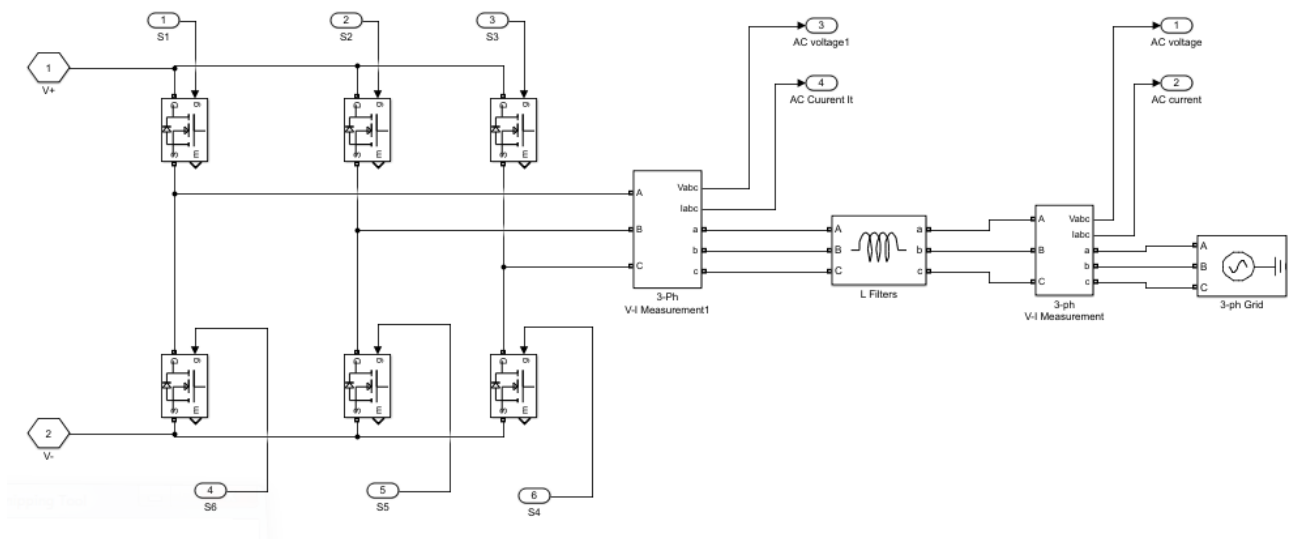 1
S1
2
S2
3
S3
3
AC voltage1
1
AC voltage
1
V+
4
AC Cuurent It
2
AC current
g
C
E
S
g
C
E
S
g
C
E
S
A
B
C
Vabc
Iabc
a
b
c
3-Ph
V-I Measurement1
A
B
C
a
b
c
L Filters
A
B
C
Vabc
Iabc
a
b
c
3-ph
V-I Measurement
A
B
C
3-ph Grid
g
C
E
S
g
C
E
S
g
C
E
S
2
V-
4
S6
5
S5
6
S4